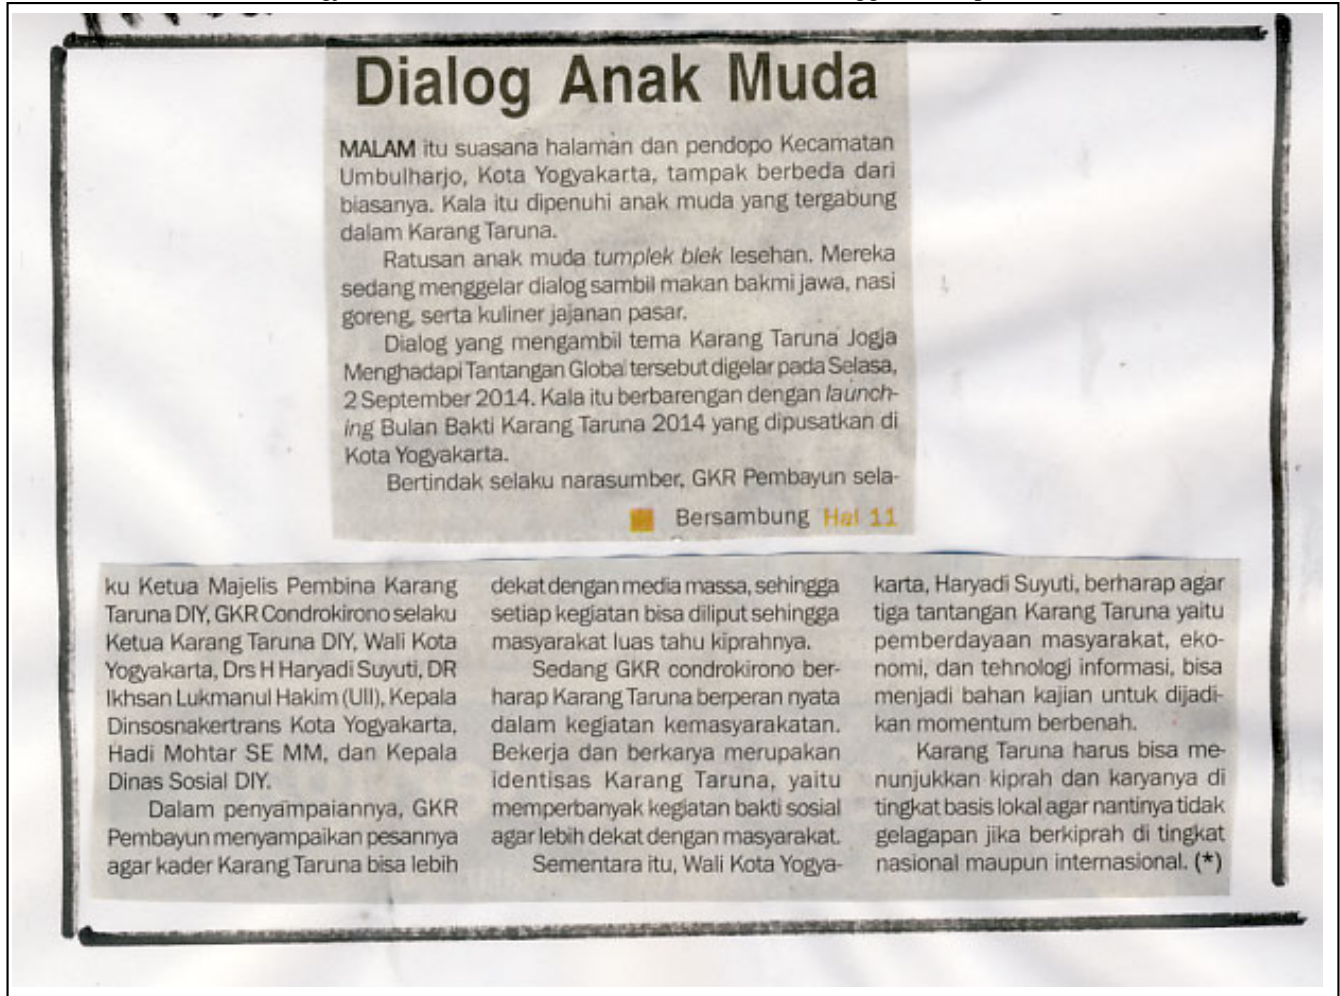 Dialog Anak Muda
MALAM itu suasana halaman dan pendopo Kecamatan
Umbulharjo, Kota Yogyakarta, tampak berbeda dari
biasanya. Kala itu dipenuhi anak muda yang tergabung
dalam Karang Taruna.
Ratusan anak muda tumplek blek lesehan. Mereka
sedang menggelar dialog sambil makan bakmi jawa, nasi
goreng, serta kuliner jajanan pasar.
Dialog yang mengambil tema Karang Taruna Jogja
Menghadapi Tantangan Global tersebut digelar pada Selasa,
2 September 2014. Kala itu berbarengan dengan launch-
ing Bulan Bakti Karang Taruna 2014 yang dipusatkan di
Kota Yogyakarta.
Bertindak selaku narasumber, GKR Pembayun sela-
Bersambung Hal 11
ku Ketua Majelis Pembina Karang
Taruna DIY, GKR Condrokirono selaku
Ketua Karang Taruna DIY, Wali Kota
Yogyakarta, Drs H Haryadi Suyuti, DR
Ikhsan Lukmanul Hakim (UII), Kepala
Dinsosnakertrans Kota Yogyakarta,
Hadi Mohtar SE MM, dan Kepala
Dinas Sosial DIY.
Dalam penyampaiannya, GKR
Pembayun menyampaikan pesannya
agar kader Karang Taruna bisa lebih
dekat dengan media massa, sehingga
setiap kegiatan bisa diliput sehingga
masyarakat luas tahu kiprahnya.
Sedang GKR condrokirono ber-
harap Karang Taruna berperan nyata
dalam kegiatan kemasyarakatan.
Bekerja dan berkarya merupakan
identisas Karang Taruna, yaitu
memperbanyak kegiatan bakti sosial
agar lebih dekat dengan masyarakat.
Sementara itu, Wali Kota Yogya-
karta, Haryadi Suyuti, berharap agar
tiga tantangan Karang Taruna yaitu
pemberdayaan masyarakat, eko-
nomi, dan tehnologi informasi, bisa
menjadi bahan kajian untuk dijadi-
kan momentum berbenah.
Karang Taruna harus bisa me-
nunjukkan kiprah dan karyanya di
tingkat basis lokal agar nantinya tidak
gelagapan jika berkiprah di tingkat
nasional maupun internasional. (*)